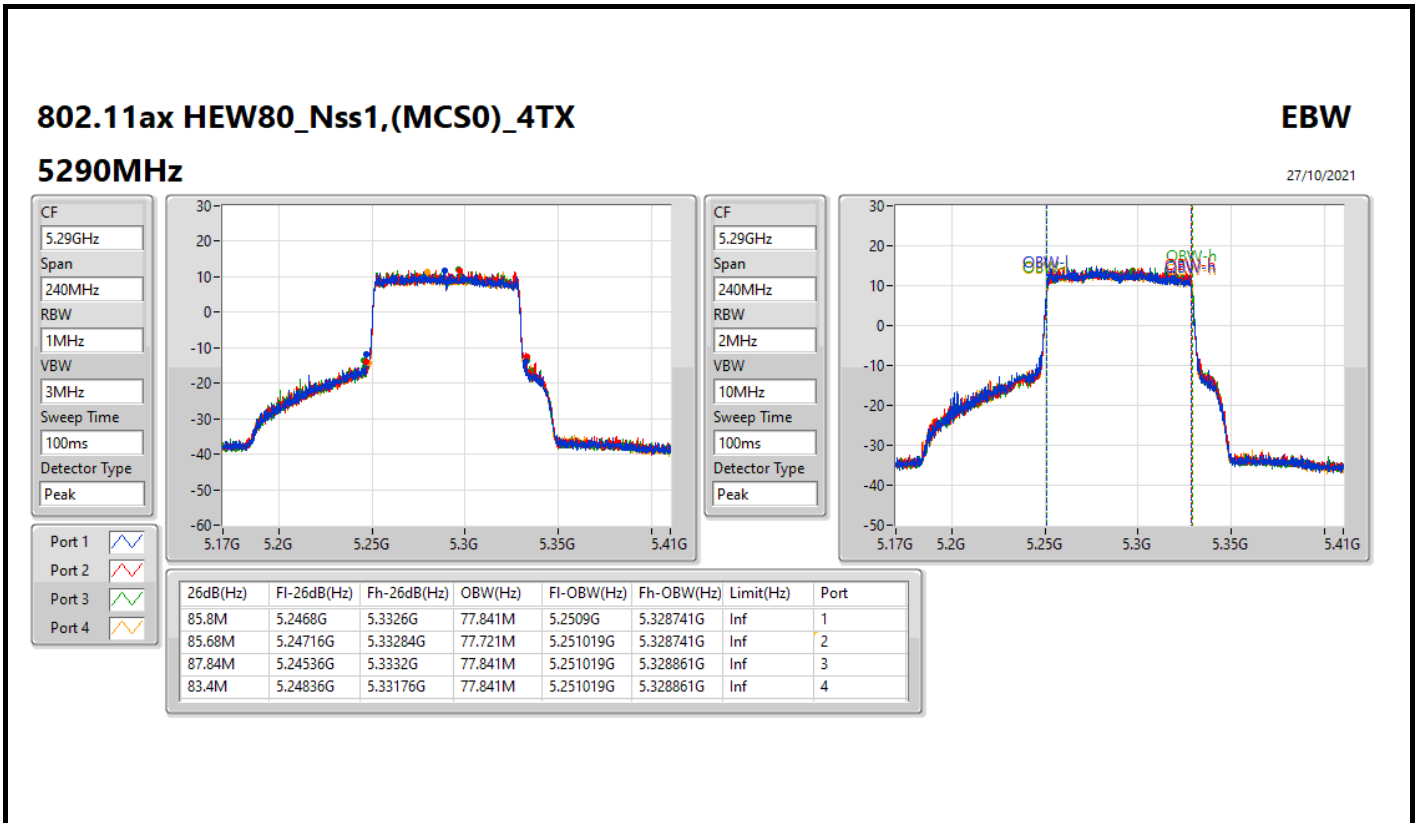 802.11ax HEW80_Nss1,(MCS0)_4TX
EBW
5290MHz
27/10/2021
CF
5.29GHz
Span
240MHz
RBW
1MHz
VBW
3MHz
Sweep Time
100ms
Detector Type
Peak
30
20
10
0
-10
-20
-30
-40
-50
-60
5.17G 5.2G 5.25G 5.3G 5.35G 5.41G
CF
5.29GHz
Span
240MHz
RBW
2MHz
VBW
10MHz
Sweep Time
100ms
Detector Type
Peak
30
20
10
0
-10
-20
-30
-40
-50
OBW-l
OBW-h
OBW-h
5.17G 5.2G 5.25G 5.3G 5.35G 5.41G
Port 1
Port 2
Port 3
Port 4
26dB(Hz) Fl-26dB(Hz) Fh-26dB(Hz) OBW(Hz) Fl-OBW(Hz) Fh-OBW(Hz) Limit(Hz) Port
85.8M 5.2468G 5.3326G 77.841M 5.2509G 5.328741G Inf 1
85.68M 5.24716G 5.33284G 77.721M 5.251019G 5.328741G Inf 2
87.84M 5.24536G 5.3332G 77.841M 5.251019G 5.328861G Inf 3
83.4M 5.24836G 5.33176G 77.841M 5.251019G 5.328861G Inf 4